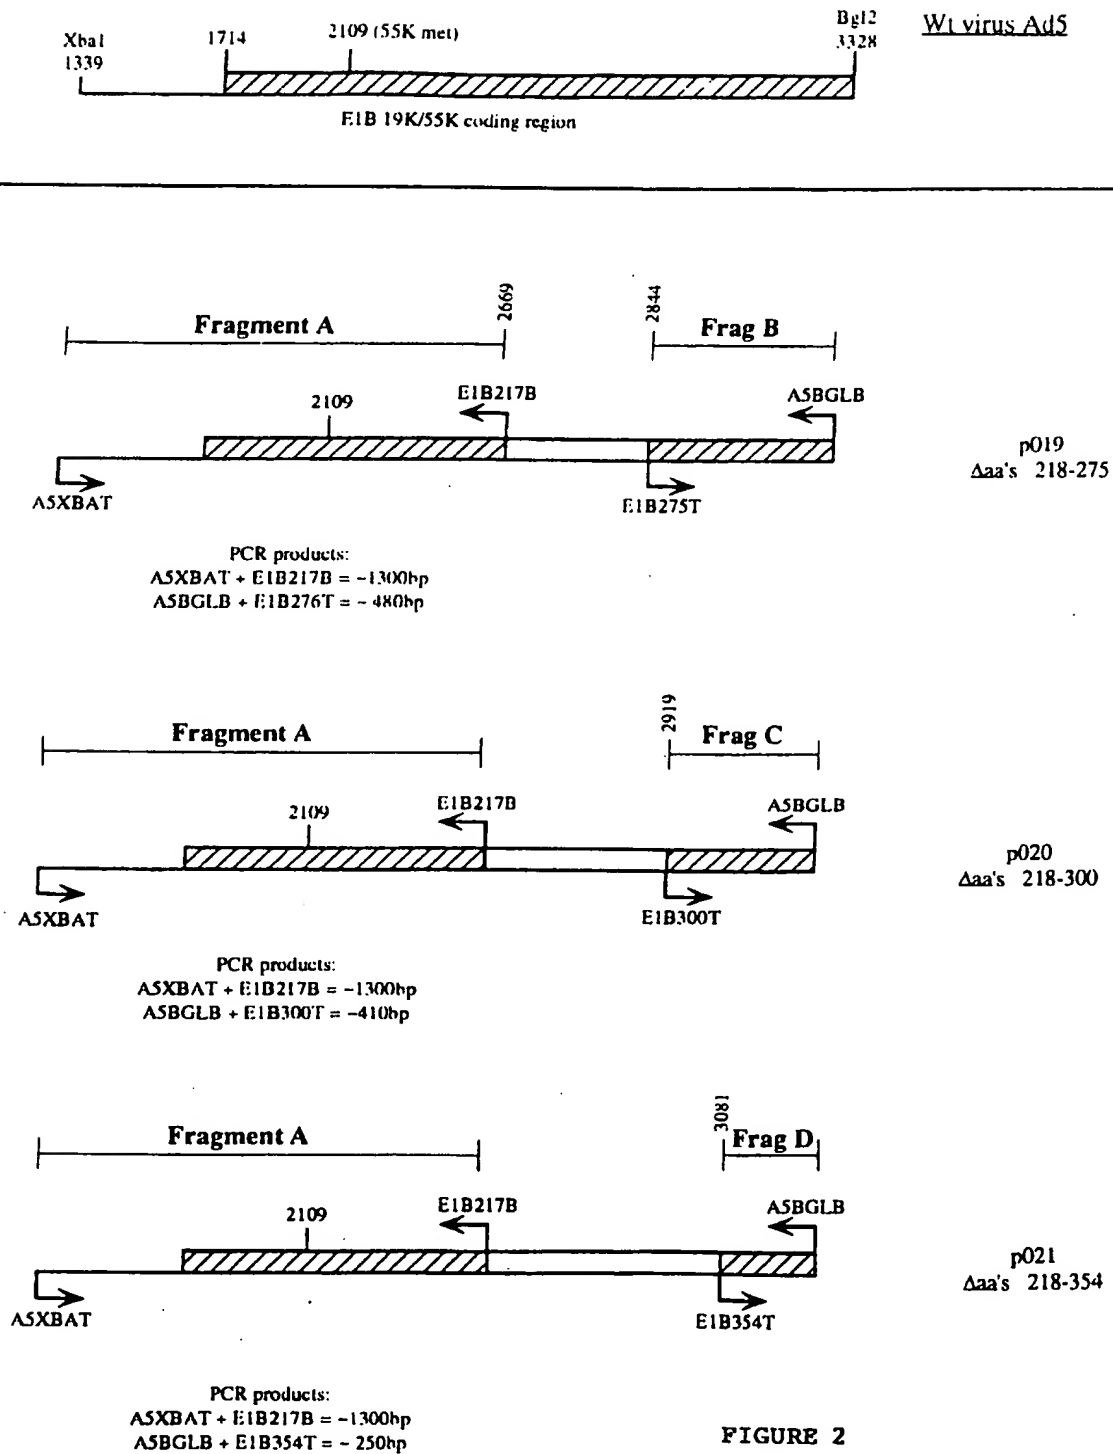 Wt virus Ad5
Xba1
1339
1714
2109 (55K met)
Bgl2
3328
E1B 19K/55K coding region
Fragment A
2669
2844
Frag B
2109
E1B217B
A5BGLB
A5XBAT
E1B275T
p019
Δaa's 218-275
PCR products:
A5XBAT + E1B217B = ~1300bp
A5BGLB + E1B276T = ~ 480bp
Fragment A
2919
Frag C
2109
E1B217B
A5BGLB
A5XBAT
E1B300T
p020
Δaa's 218-300
PCR products:
A5XBAT + E1B217B = ~1300bp
A5BGLB + E1B300T = ~410bp
Fragment A
3081
Frag D
2109
E1B217B
A5BGLB
A5XBAT
E1B354T
p021
Δaa's 218-354
PCR products:
A5XBAT + E1B217B = ~1300bp
A5BGLB + E1B354T = ~ 250bp
FIGURE 2